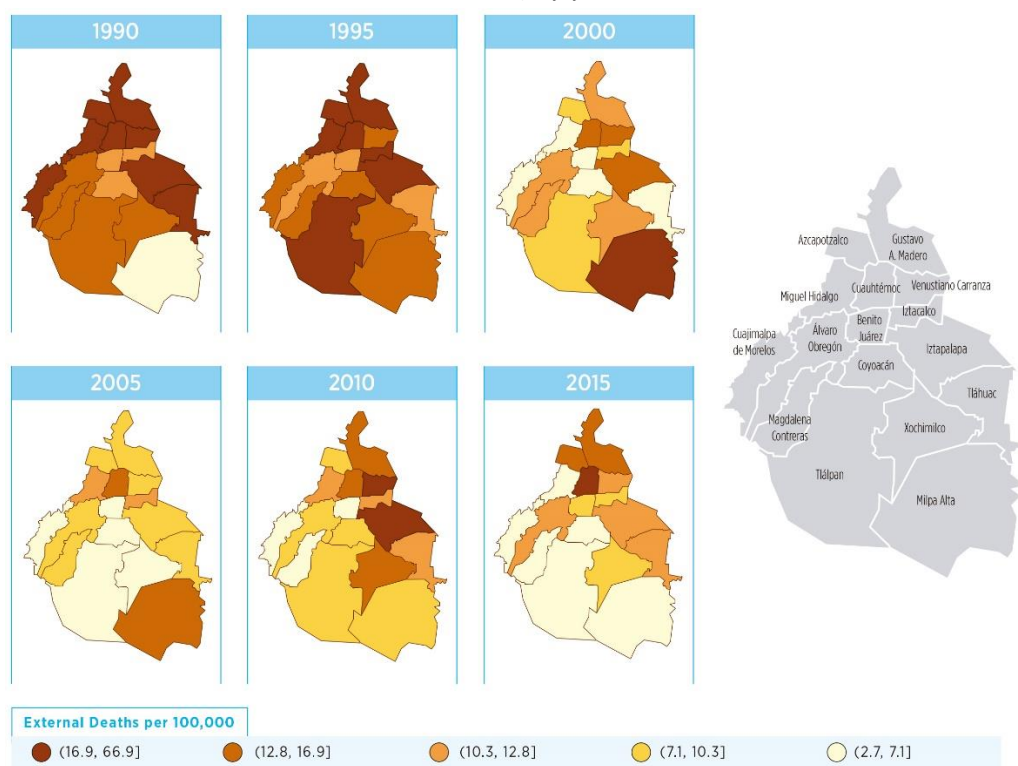 1990
1995
2000
Azcapotzalco
Gustavo
A. Madero
Miguel Hidalgo
Cuauhtémoc
Venustiano Carranza
Iztacalco
Cuajimalpa
de Morelos
Álvaro
Obregón
Benito
Juárez
Iztapalapa
Coyoacán
Tláhuac
Magdalena
Contreras
Xochimilco
Tlálpan
Milpa Alta
2005
2010
2015
External Deaths per 100,000
(16.9, 66.9]
(12.8, 16.9]
(10.3, 12.8]
(7.1, 10.3]
(2.7, 7.1]